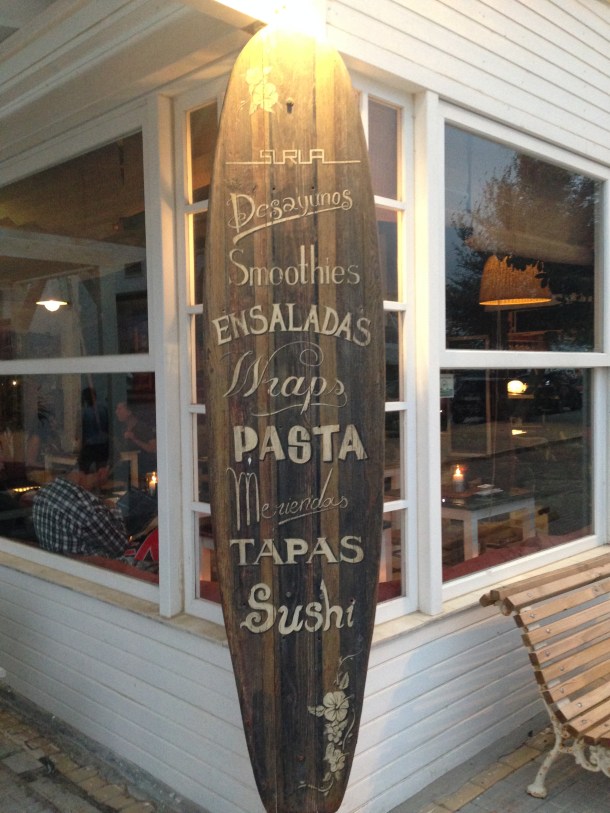 SURLA
Desayunos
Smoothies
ENSALADAS
Wraps
PASTA
Meriendas
TAPAS
Sushi